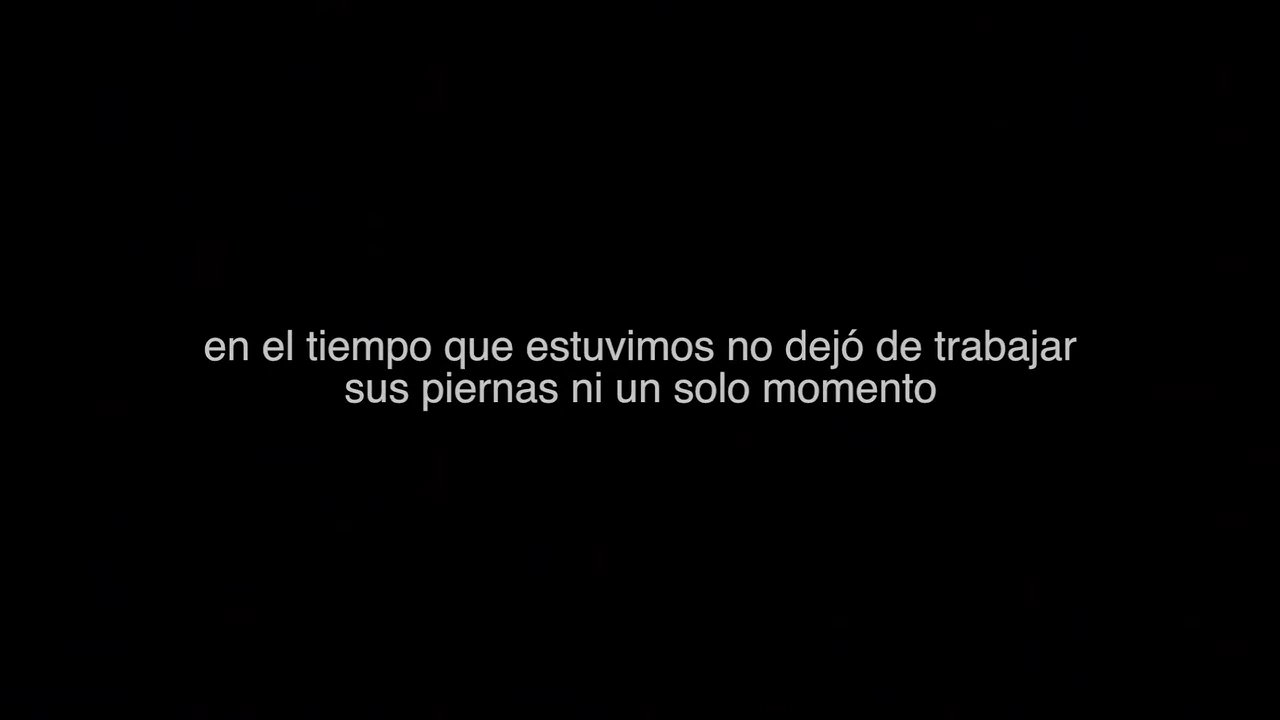 en el tiempo que estuvimos no dejó de trabajar
sus piernas ni un solo momento